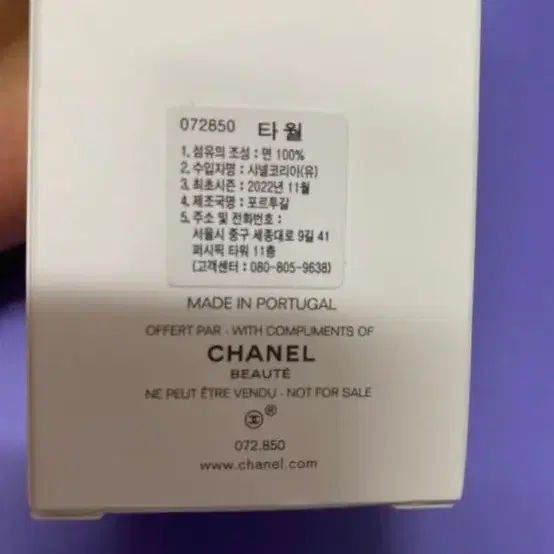 072850 타월
1. 섬유의 조성 : 면 100%
2. 수입자명 : 샤넬코리아(유)
3. 최초시즌 : 2022년 11월
4. 제조국명 : 포르투갈
5. 주소 및 전화번호 :
서울시 중구 세종대로 9길 41
퍼시픽 타워 11층
(고객센터 : 080-805-9638)
MADE IN PORTUGAL
OFFERT PAR - WITH COMPLIMENTS OF
CHANEL
BEAUTÉ
NE PEUT ÊTRE VENDU - NOT FOR SALE
®
072.850
www.chanel.com